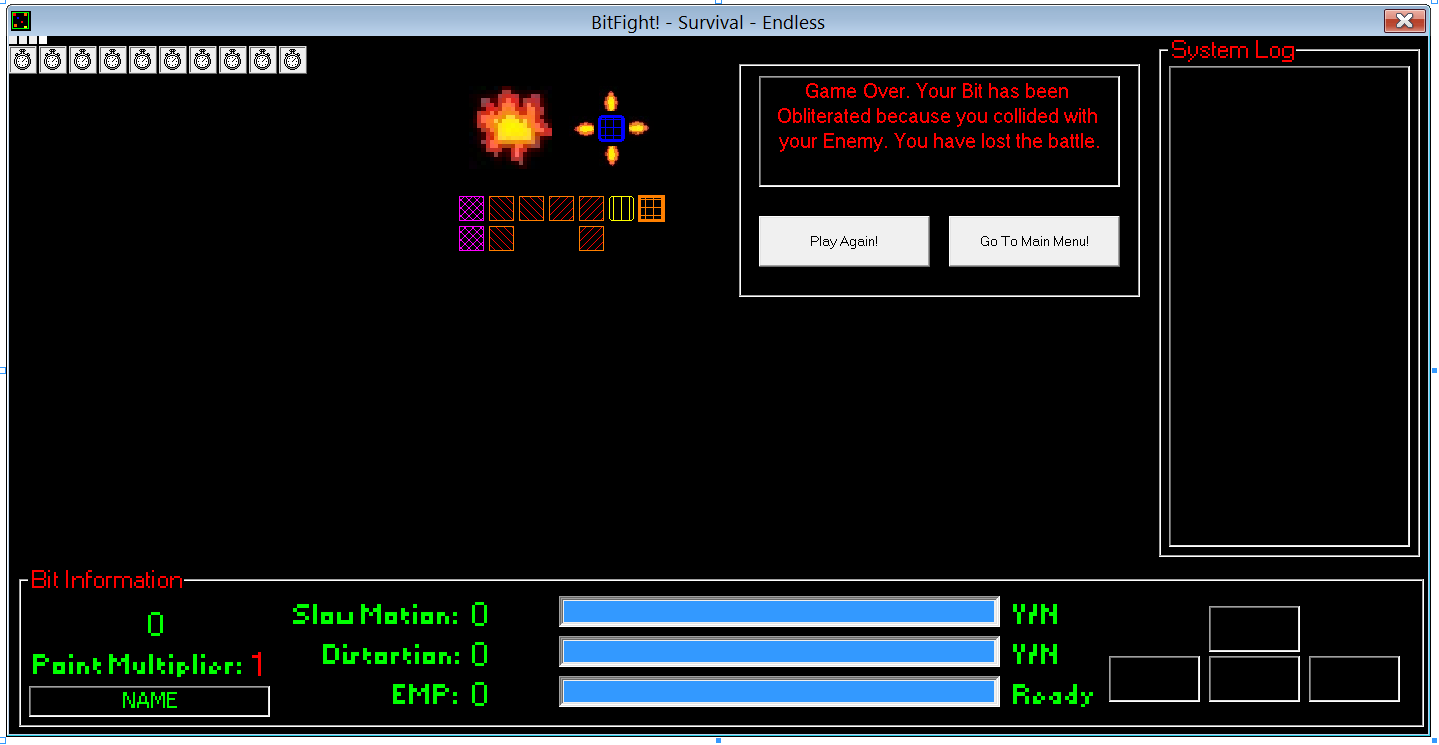 BitFight! - Survival - Endless
System Log
Game Over. Your Bit has been
Obliterated because you collided with
your Enemy. You have lost the battle.
Play Again!
Go To Main Menu!
Bit Information
0
Point Multiplier: 1
NAME
Slow Motion: 0
Y/N
Distortion: 0
Y/N
EMP: 0
Ready